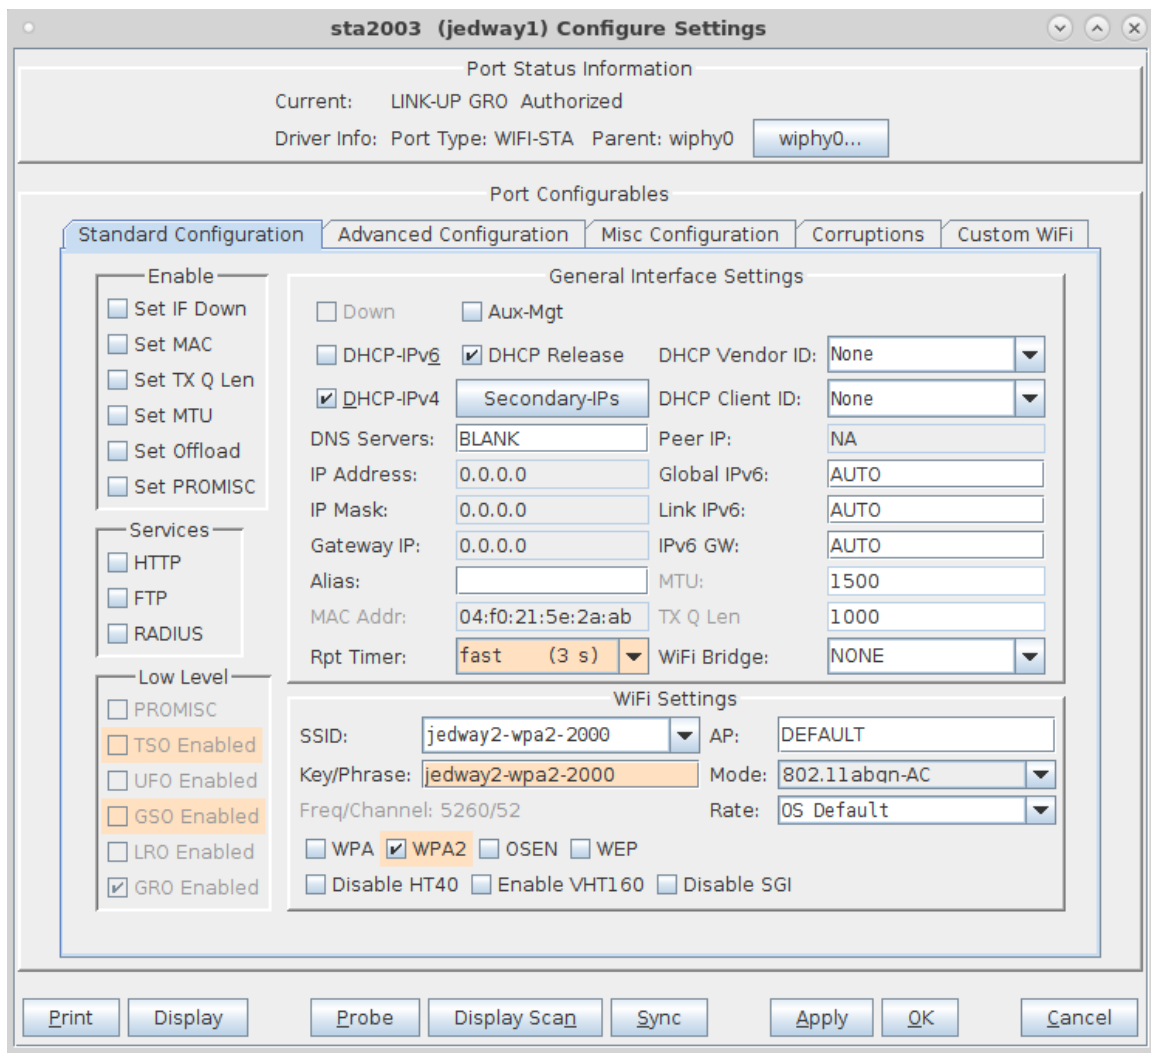 sta2003 (jedway1) Configure Settings
Port Status Information
Current: LINK-UP GRO Authorized
Driver Info: Port Type: WIFI-STA Parent: wiphy0 wiphy0...
Port Configurables
Standard Configuration Advanced Configuration Misc Configuration Corruptions Custom WiFi
Enable
Set IF Down
Set MAC
Set TX Q Len
Set MTU
Set Offload
Set PROMISC
Services
HTTP
FTP
RADIUS
Low Level
PROMISC
TSO Enabled
UFO Enabled
GSO Enabled
LRO Enabled
GRO Enabled
General Interface Settings
Down Aux-Mgt
DHCP-IPv6 DHCP Release DHCP Vendor ID: None
DHCP-IPv4 Secondary-IPs DHCP Client ID: None
DNS Servers: BLANK Peer IP: NA
IP Address: 0.0.0.0 Global IPv6: AUTO
IP Mask: 0.0.0.0 Link IPv6: AUTO
Gateway IP: 0.0.0.0 IPv6 GW: AUTO
Alias: MTU: 1500
MAC Addr: 04:f0:21:5e:2a:ab TX Q Len 1000
Rpt Timer: fast (3 s) WiFi Bridge: NONE
WiFi Settings
SSID: jedway2-wpa2-2000 AP: DEFAULT
Key/Phrase: jedway2-wpa2-2000 Mode: 802.11abgn-AC
Freq/Channel: 5260/52 Rate: OS Default
WPA WPA2 OSEN WEP
Disable HT40 Enable VHT160 Disable SGI
Print Display Probe Display Scan Sync Apply OK Cancel